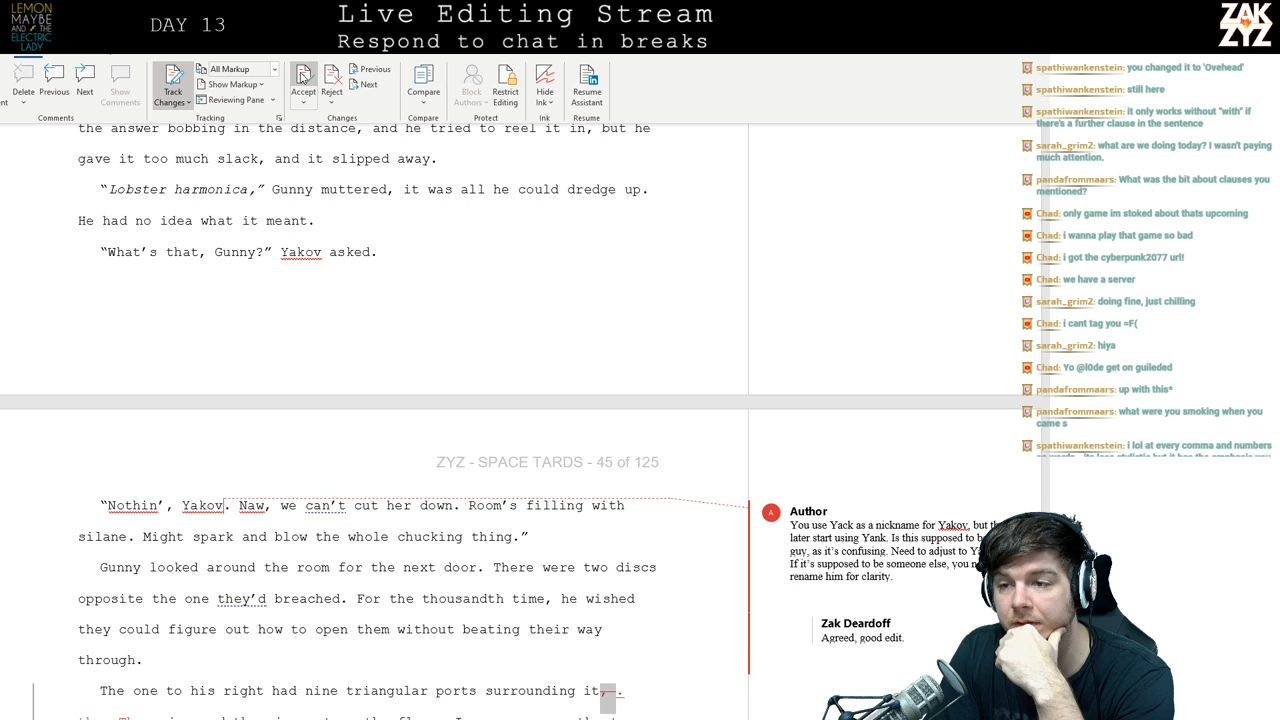 LEMON
MAYBE
AND THE
ELECTRIC
LADY
DAY 13
Live Editing Stream
Respond to chat in breaks
ZAK
ZYZ
Delete
Previous
Next
Show
Comments
Comments
Track
Changes
All Markup
Show Markup
Reviewing Pane
Tracking
Accept
Reject
Previous
Next
Changes
Compare
Compare
Block
Authors
Restrict
Editing
Protect
Hide
Ink
Ink
Resume
Assistant
Resume
the answer bobbing in the distance, and he tried to reel it in, but he
gave it too much slack, and it slipped away.
“Lobster harmonica,” Gunny muttered, it was all he could dredge up.
He had no idea what it meant.
“What’s that, Gunny?” Yakov asked.
ZYZ - SPACE TARDS - 45 of 125
“Nothin’, Yakov. Naw, we can’t cut her down. Room’s filling with
silane. Might spark and blow the whole chucking thing.”
Gunny looked around the room for the next door. There were two discs
opposite the one they’d breached. For the thousandth time, he wished
they could figure out how to open them without beating their way
through.
The one to his right had nine triangular ports surrounding it, .
A
Author
You use Yack as a nickname for Yakov, but
later start using Yank. Is this supposed to
guy, as it’s confusing. Need to adjust to
If it’s supposed to be someone else, you
rename him for clarity.
Zak Deardoff
Agreed, good edit.
spathiwankenstein: you changed it to 'Ovehead'
spathiwankenstein: still here
spathiwankenstein: it only works without "with" if
there's a further clause in the sentence
sarah_grim2: what are we doing today? I wasn't paying
much attention.
pandafrommaars: What was the bit about clauses you
mentioned?
Chad: only game im stoked about thats upcoming
Chad: i wanna play that game so bad
Chad: i got the cyberpunk2077 url!
Chad: we have a server
sarah_grim2: doing fine, just chilling
Chad: i cant tag you =F(
sarah_grim2: hiya
Chad: Yo @l0de get on guileded
pandafrommaars: up with this*
pandafrommaars: what were you smoking when you
came s
spathiwankenstein: i lol at every comma and numbers